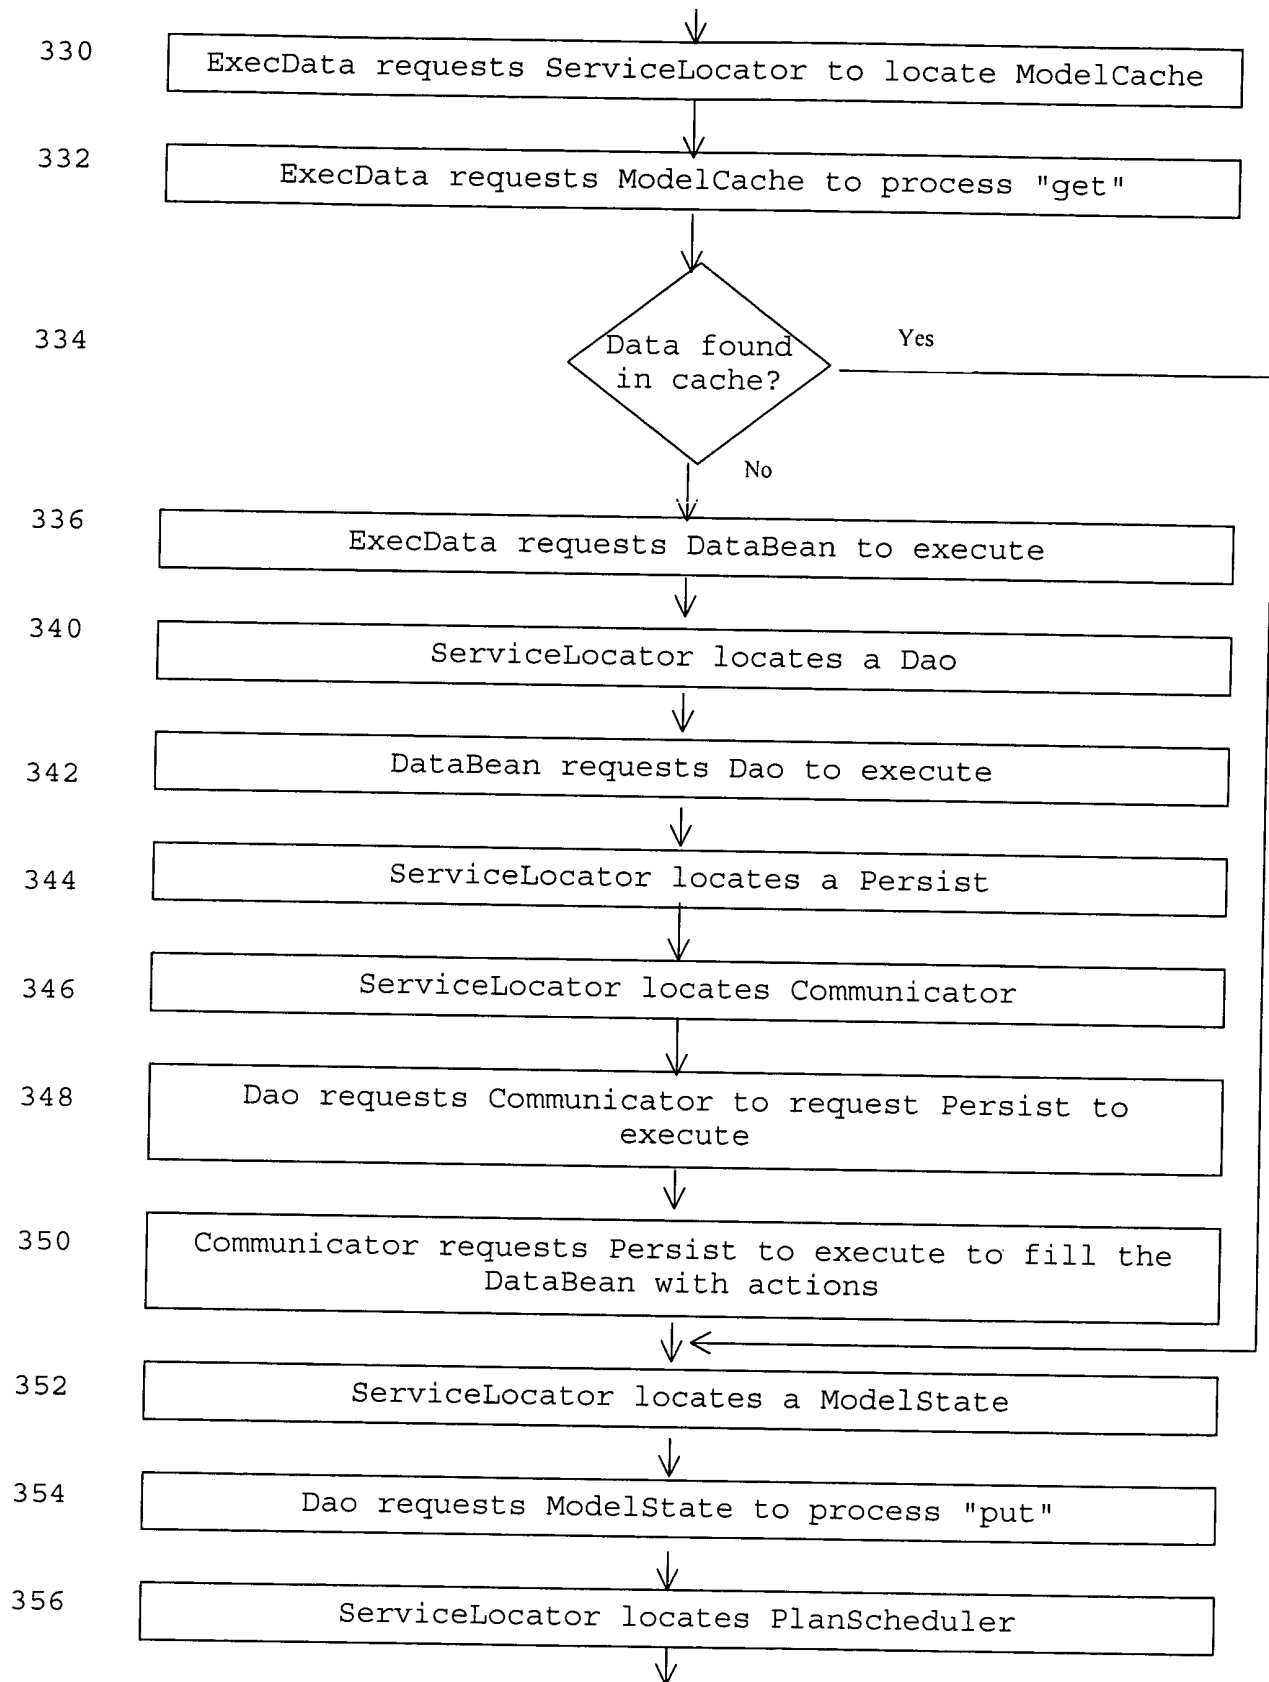 330
ExecData requests ServiceLocator to locate ModelCache
332
ExecData requests ModelCache to process "get"
334
Data found
in cache?
Yes
No
336
ExecData requests DataBean to execute
340
ServiceLocator locates a Dao
342
DataBean requests Dao to execute
344
ServiceLocator locates a Persist
346
ServiceLocator locates Communicator
348
Dao requests Communicator to request Persist to
execute
350
Communicator requests Persist to execute to fill the
DataBean with actions
352
ServiceLocator locates a ModelState
354
Dao requests ModelState to process "put"
356
ServiceLocator locates PlanScheduler